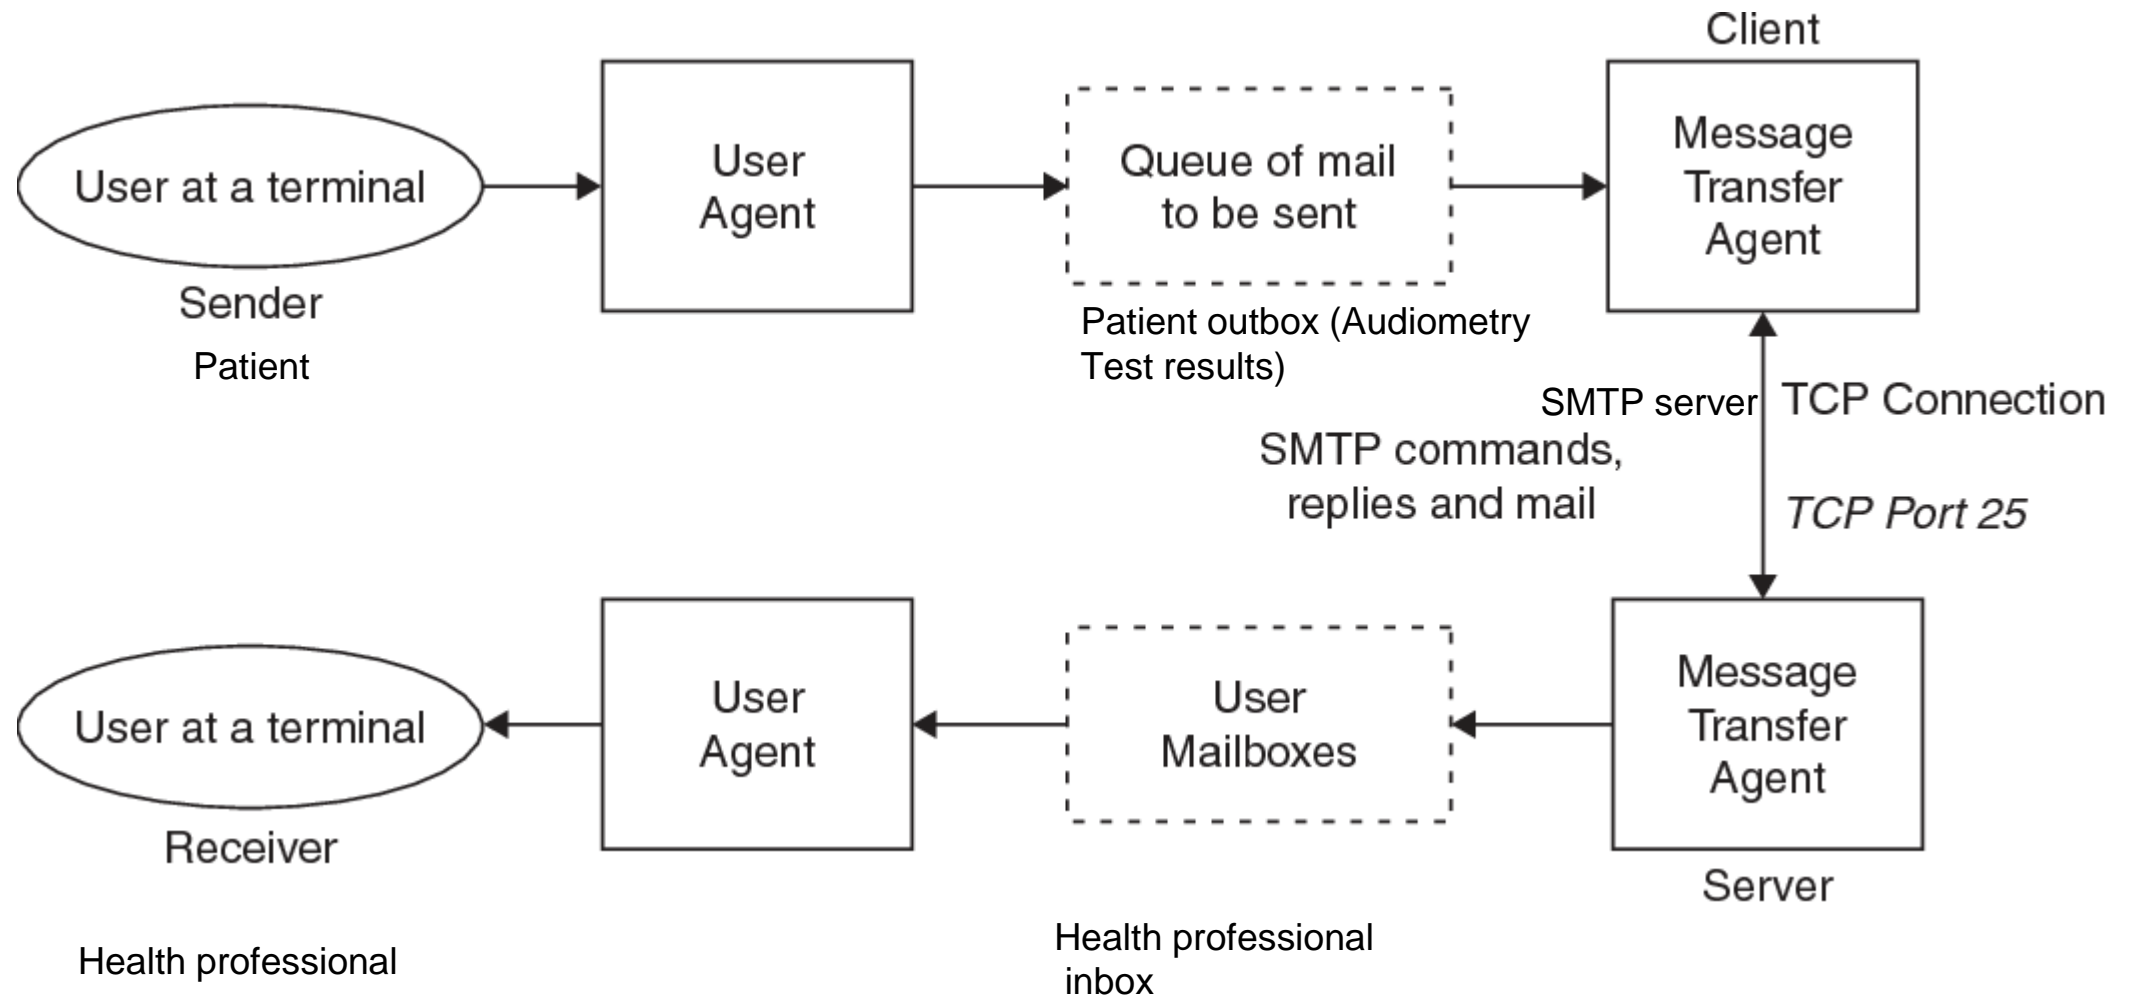 Client
User at a terminal
User
Agent
Queue of mail
to be sent
Message
Transfer
Agent
Sender
Patient
Patient outbox (Audiometry
Test results)
SMTP server
TCP Connection
SMTP commands,
replies and mail
TCP Port 25
User at a terminal
User
Agent
User
Mailboxes
Message
Transfer
Agent
Receiver
Server
Health professional
Health professional
inbox